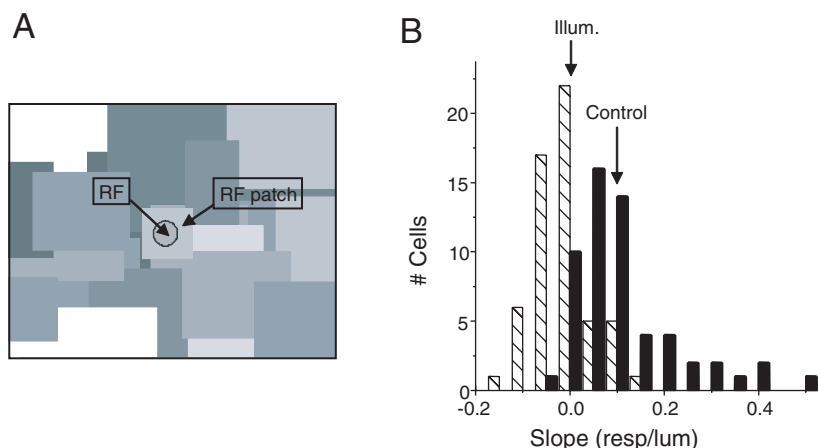 A
RF
RF patch
B
Illum.
Control
# Cells
20
15
10
5
0
-0.2
0.0
0.2
0.4
Slope (resp/lum)